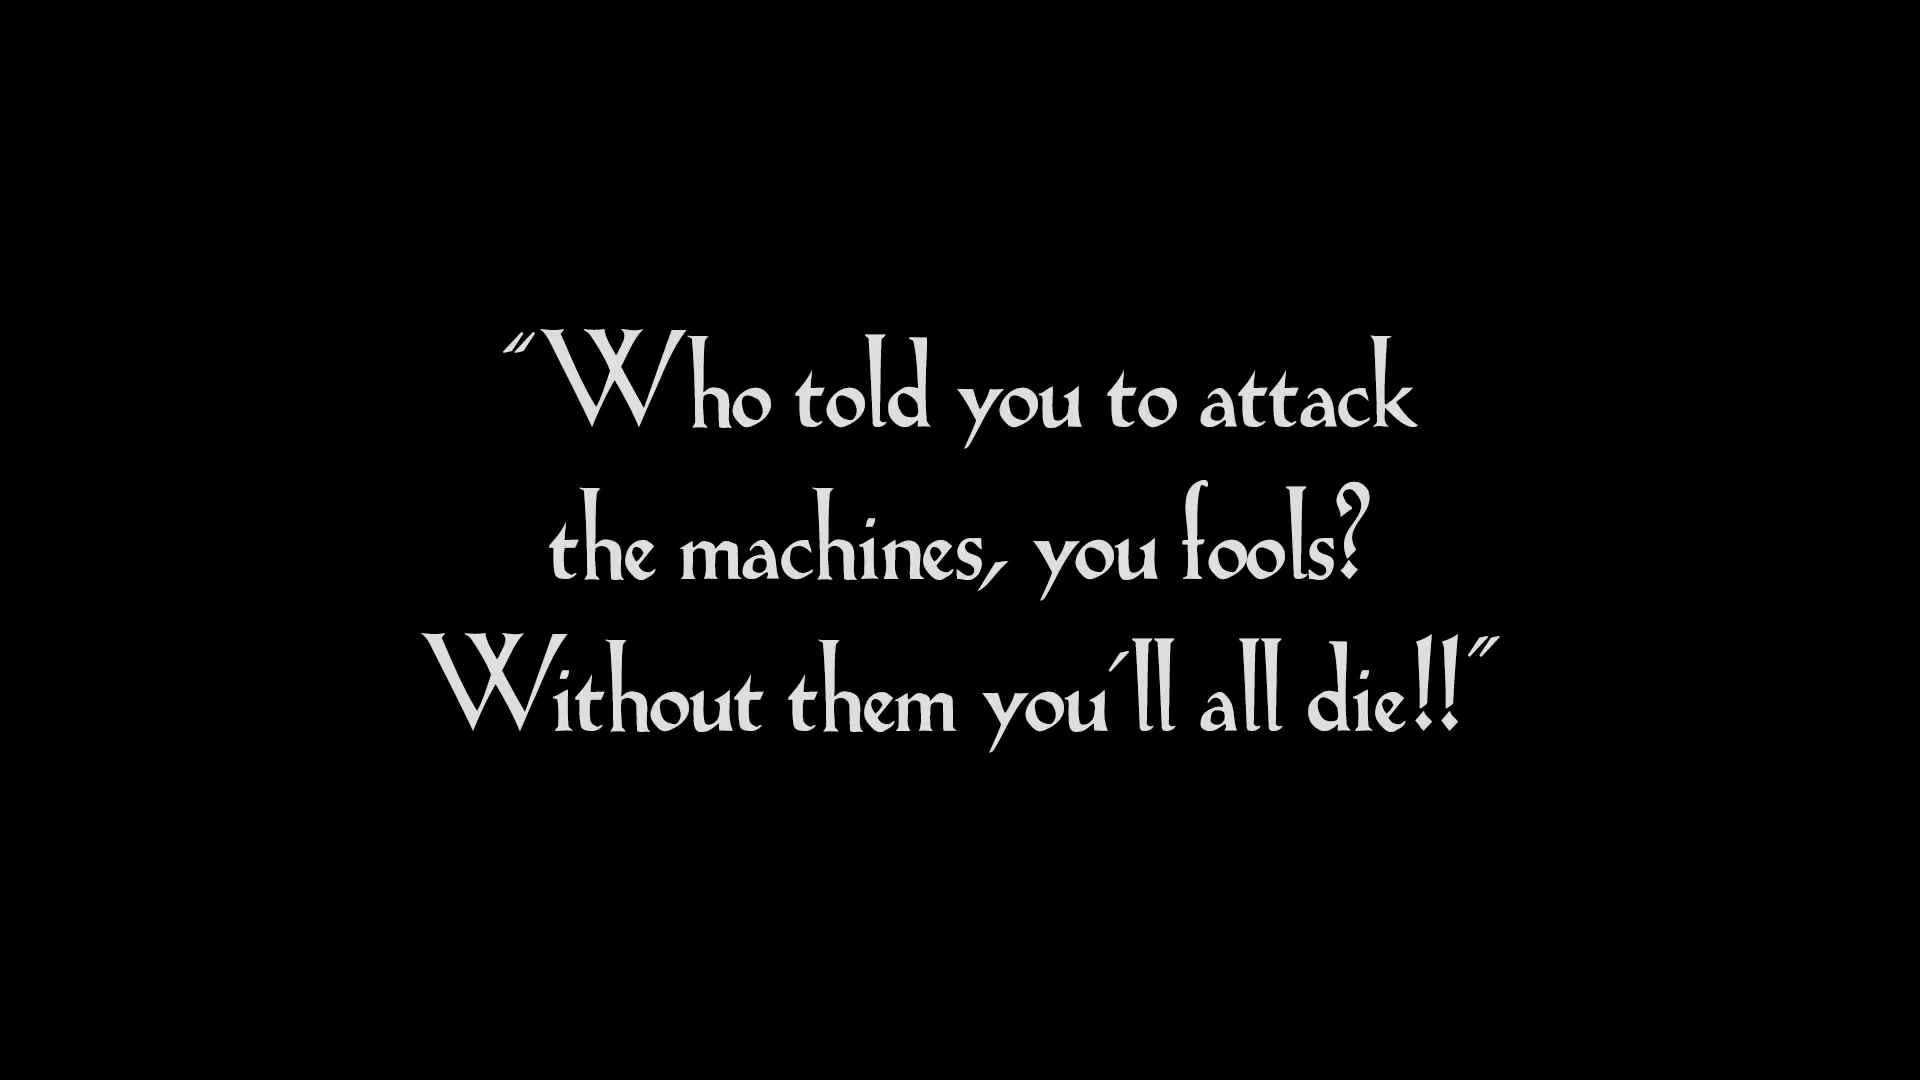 “Who told you to attack
the machines, you fools?
Without them you'll all die!!”